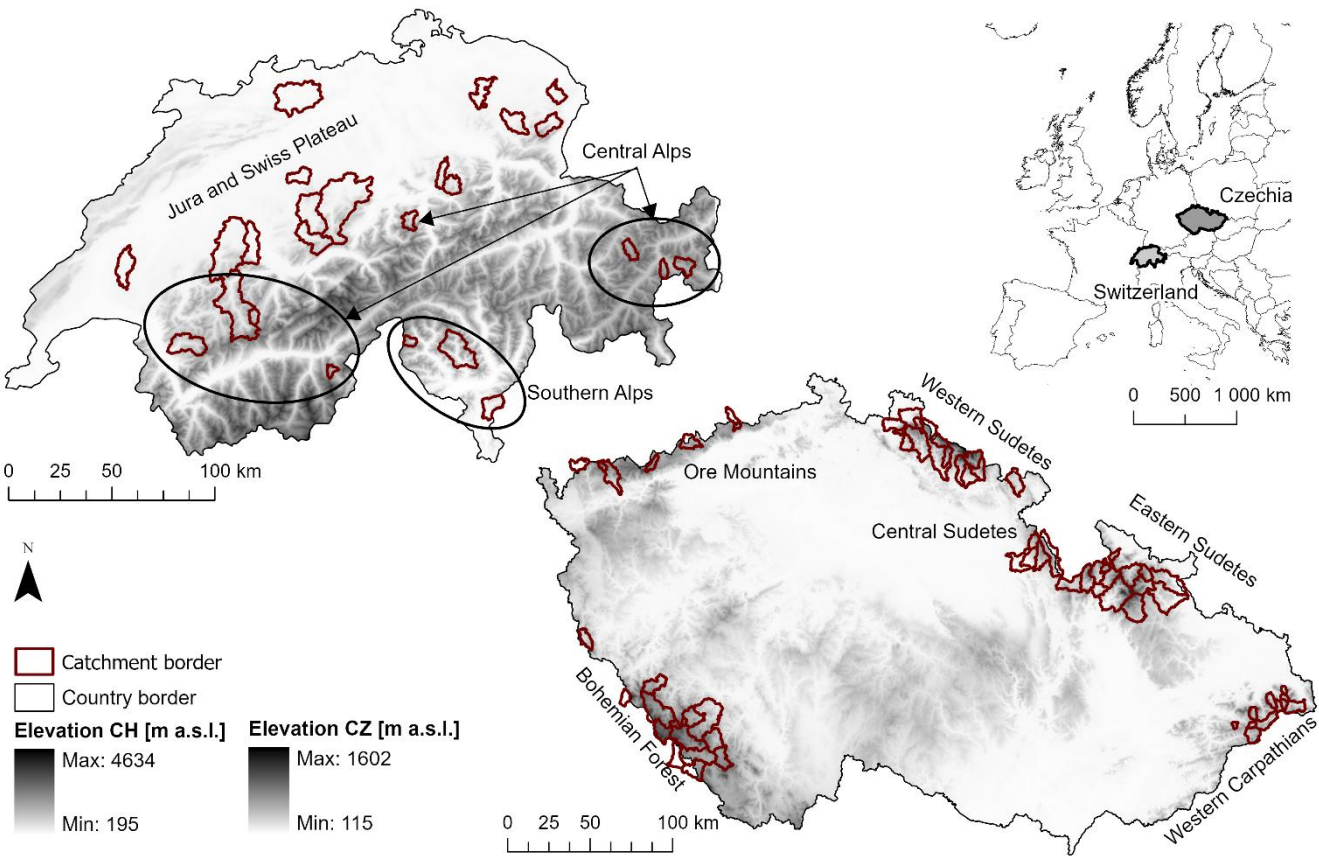 Jura and Swiss Plateau
Central Alps
Southern Alps
0 25 50 100 km
N
Catchment border
Country border
Elevation CH [m a.s.l.]
Max: 4634
Min: 195
Elevation CZ [m a.s.l.]
Max: 1602
Min: 115
Czechia
Switzerland
0 500 1 000 km
Western Sudetes
Ore Mountains
Central Sudetes
Eastern Sudetes
Bohemian Forest
Western Carpathians
0 25 50 100 km